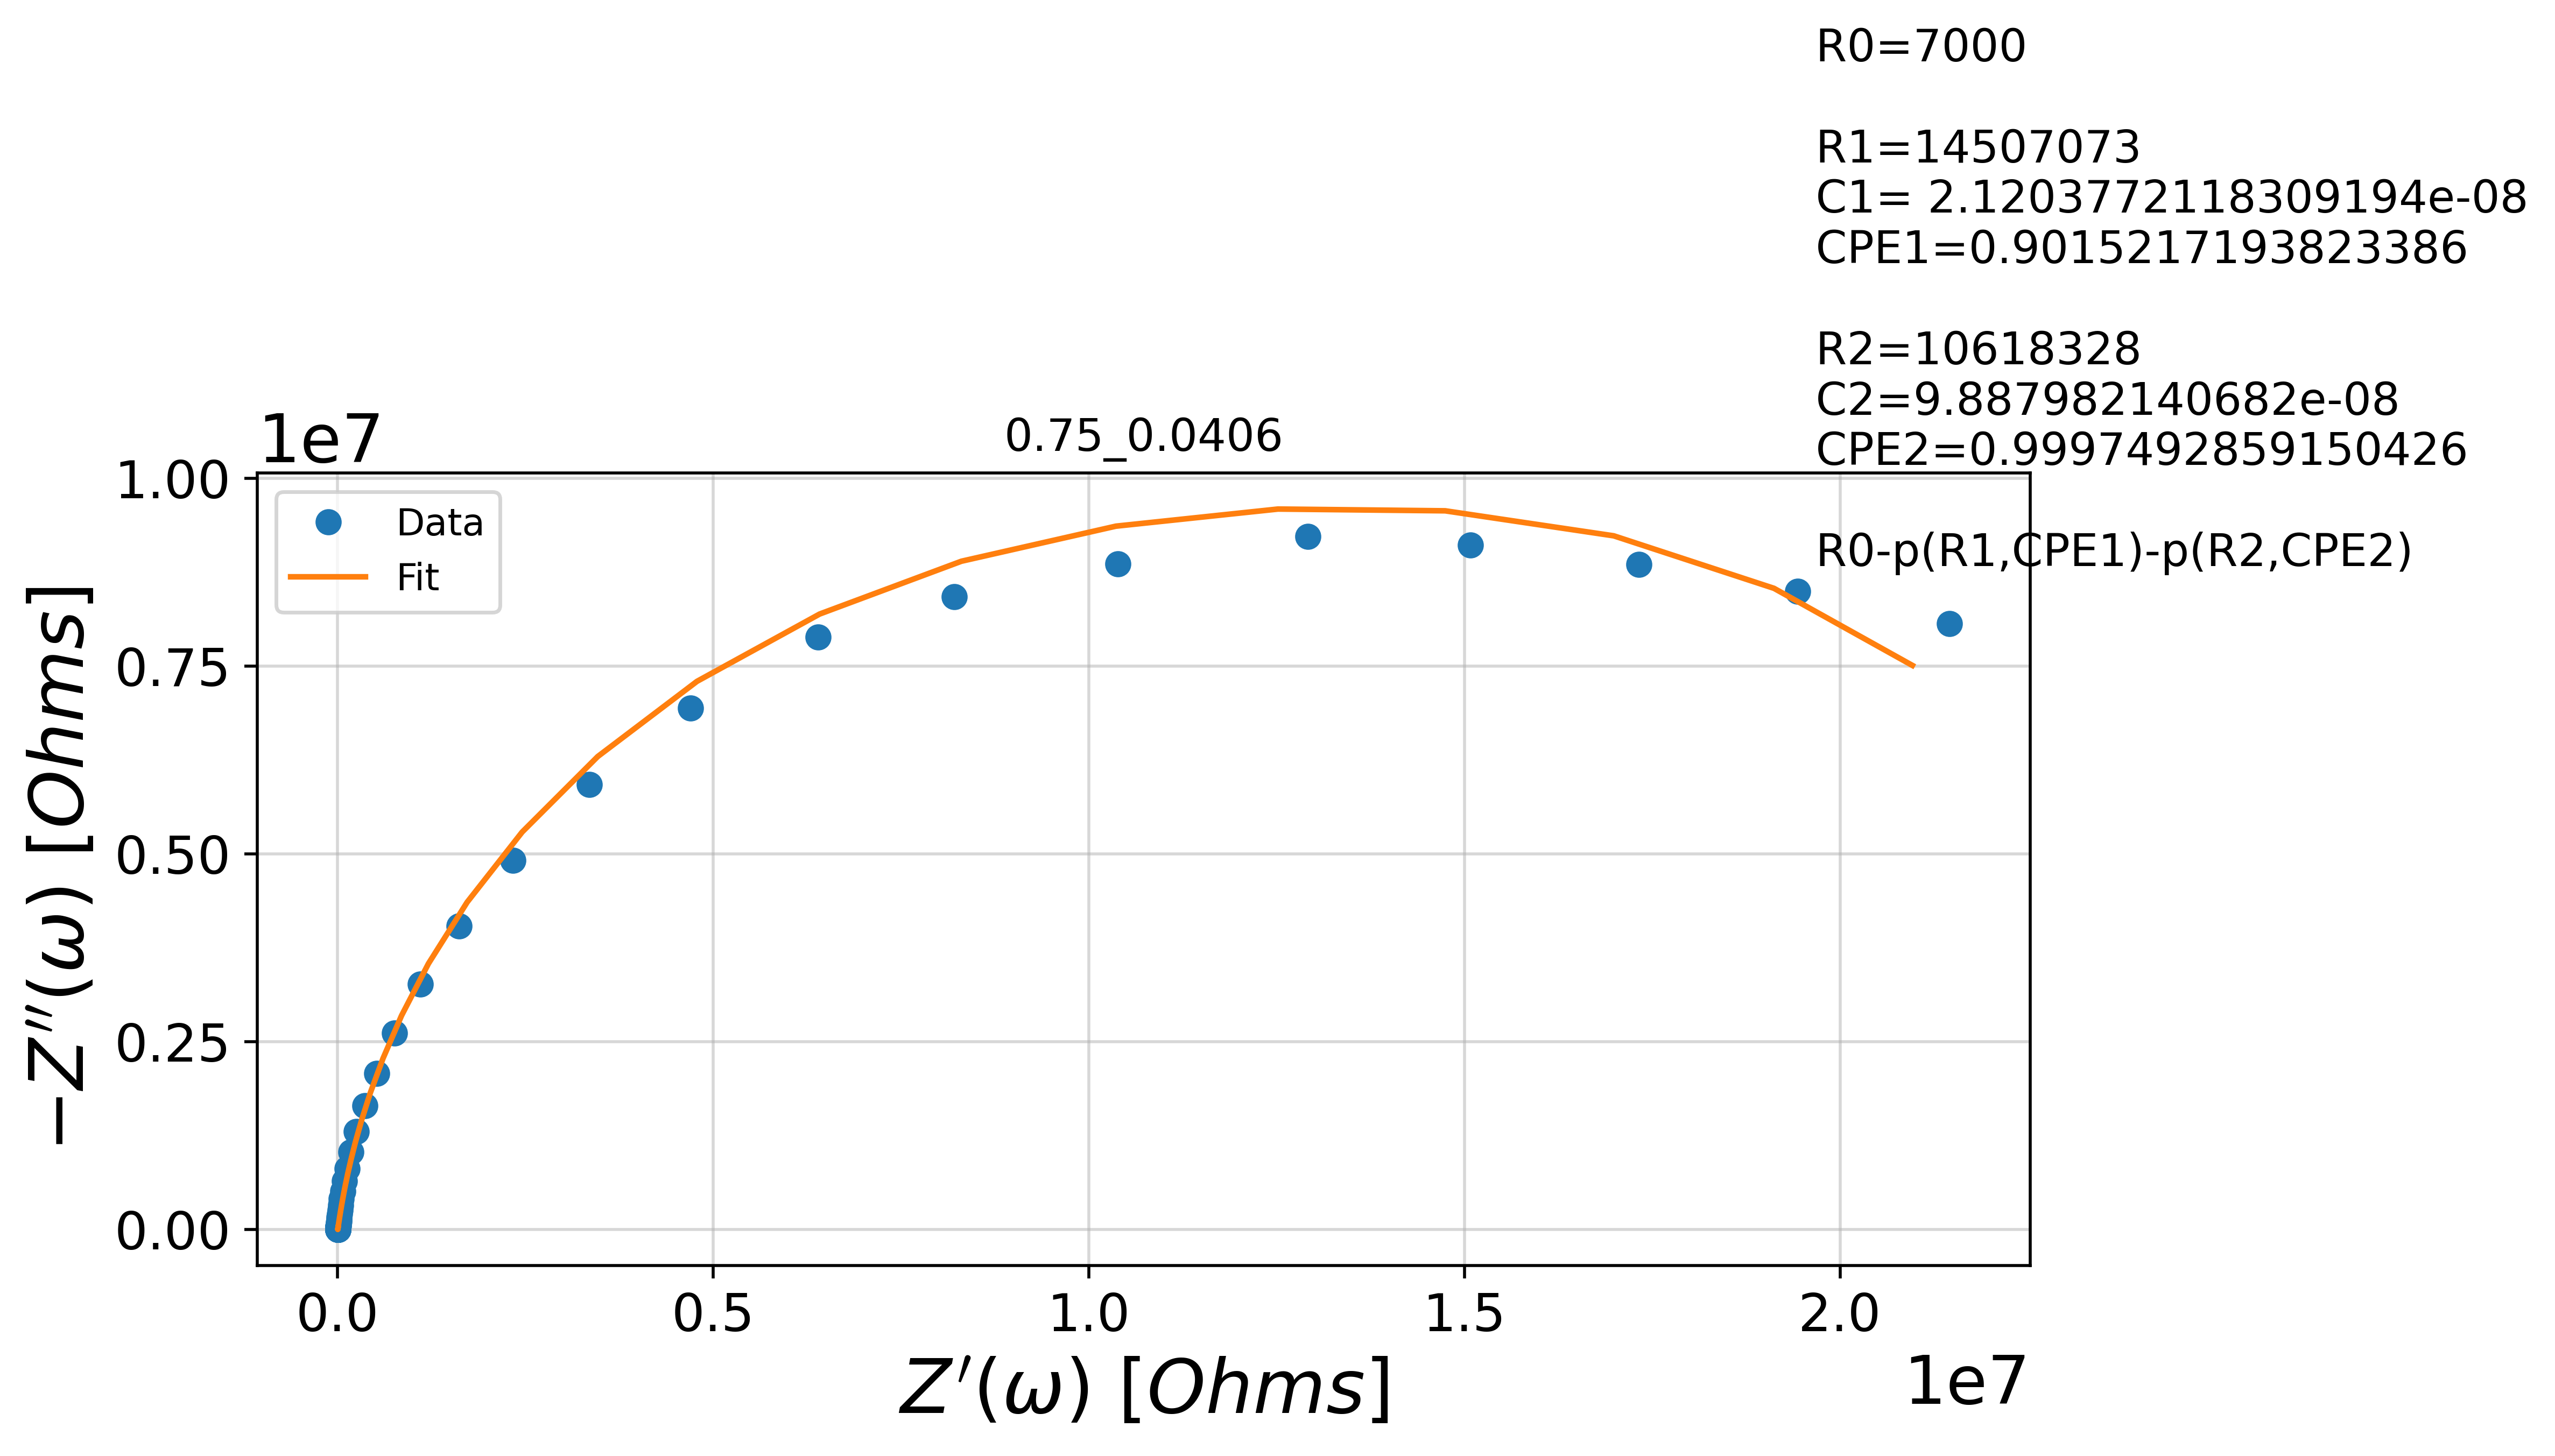 R0=7000
R1=14507073
C1= 2.1203772118309194e-08
CPE1=0.9015217193823386
R2=10618328
C2=9.887982140682e-08
CPE2=0.9997492859150426
R0-p(R1,CPE1)-p(R2,CPE2)
1e7
0.75_0.0406
Data
Fit
1.00
0.75
0.50
0.25
0.00
−Z′′(ω) [Ohms]
0.0 0.5 1.0 1.5 2.0
1e7
Z′(ω) [Ohms]